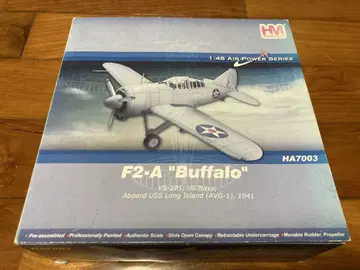 HM
1:48 AIR POWER SERIES
F2-A "Buffalo"
HA7003
VS-201, US Navy,
Aboard USS Long Island (AVG-1), 1941
• Pre-assembled • Professionally Painted • Authentic Scale • Slide Open Canopy • Retractable Undercarriage • Movable Rudder, Propeller